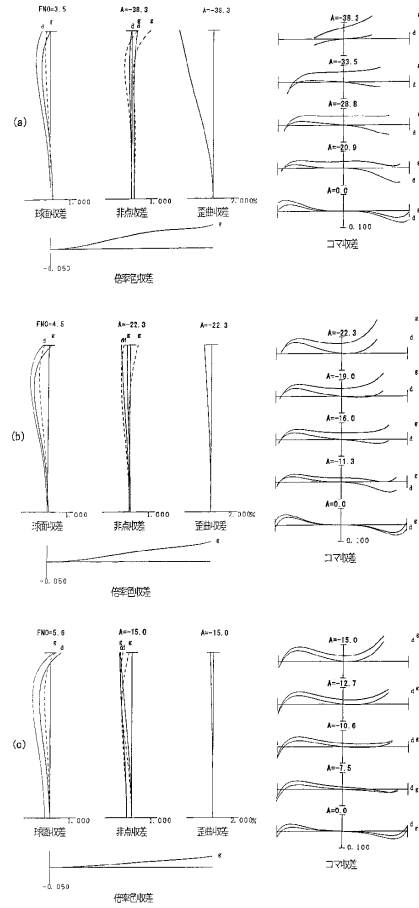 FNO=3.5
A=-38.3
A=-38.3
d g
g
d
g
(a)
1.000
1.000
2.000%
球面収差
非点収差
歪曲収差
g
-0.050
倍率色収差
A=-38.3
A=-33.5
A=-28.8
A=-20.9
A=0.0
0.100
コマ収差
FNO=4.5
A=-22.3
A=-22.3
(b)
1.000
1.000
2.000%
球面収差
非点収差
歪曲収差
g
-0.050
倍率色収差
A=-22.3
A=-19.0
A=-16.0
A=-11.3
A=0.0
0.100
コマ収差
FNO=5.6
A=-15.0
A=-15.0
(c)
1.000
1.000
2.000%
球面収差
非点収差
歪曲収差
g
-0.050
倍率色収差
A=-15.0
A=-12.7
A=-10.6
A=-7.5
A=0.0
0.100
コマ収差